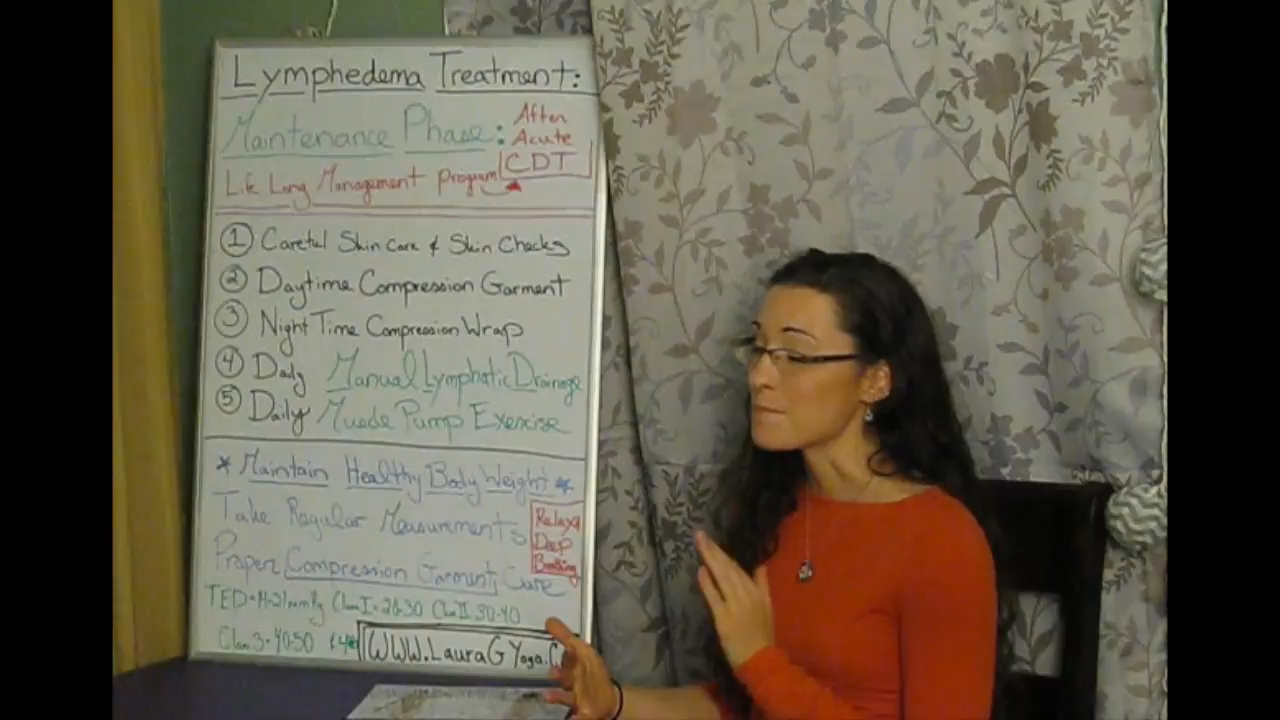 Lymphedema Treatment:
Maintenance Phase:
After
Acute
CDT
Life Long Management Program
1 Careful Skin Care & Skin Checks
2 Daytime Compression Garment
3 Night Time Compression Wrap
4 Daily Manual Lymphatic Drainage
5 Daily Muscle Pump Exercise
* Maintain Healthy Body Weight *
Take Regular Measurements
Proper Compression Garment Care
Relax
Deep
Breathing
TED= Class I= 20-30 Class II= 30-40
Class 3= 40-50
WWW.LauraGYoga.C